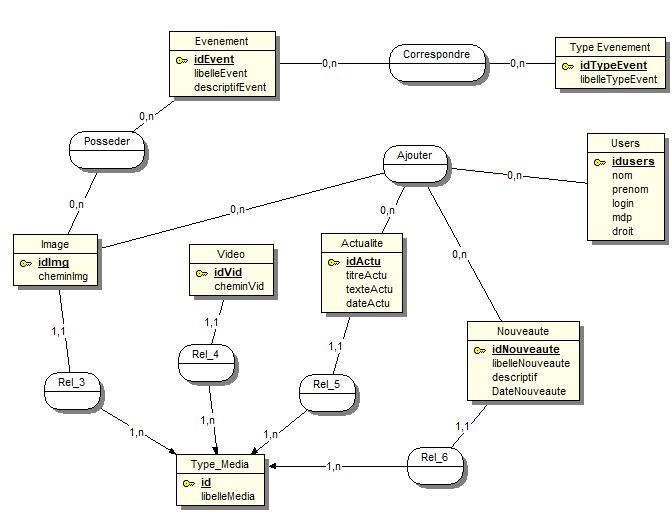 Evenement
idEvent
libelleEvent
descriptifEvent
0,n
Correspondre
0,n
Type Evenement
idTypeEvent
libelleTypeEvent
0,n
Posseder
0,n
Ajouter
0,n
0,n
0,n
0,n
Users
idusers
nom
prenom
login
mdp
droit
Image
idImg
cheminImg
Video
idVid
cheminVid
Actualite
idActu
titreActu
texteActu
dateActu
Nouveaute
idNouveaute
libelleNouveaute
descriptif
DateNouveaute
1,1
1,1
1,1
1,1
Rel_3
Rel_4
Rel_5
Rel_6
1,n
1,n
1,n
1,n
Type_Media
id
libelleMedia